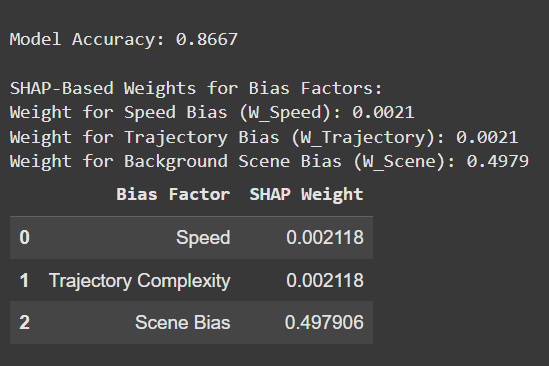 Model Accuracy: 0.8667
SHAP-Based Weights for Bias Factors:
Weight for Speed Bias (W_Speed): 0.0021
Weight for Trajectory Bias (W_Trajectory): 0.0021
Weight for Background Scene Bias (W_Scene): 0.4979
Bias Factor SHAP Weight
0 Speed 0.002118
1 Trajectory Complexity 0.002118
2 Scene Bias 0.497906